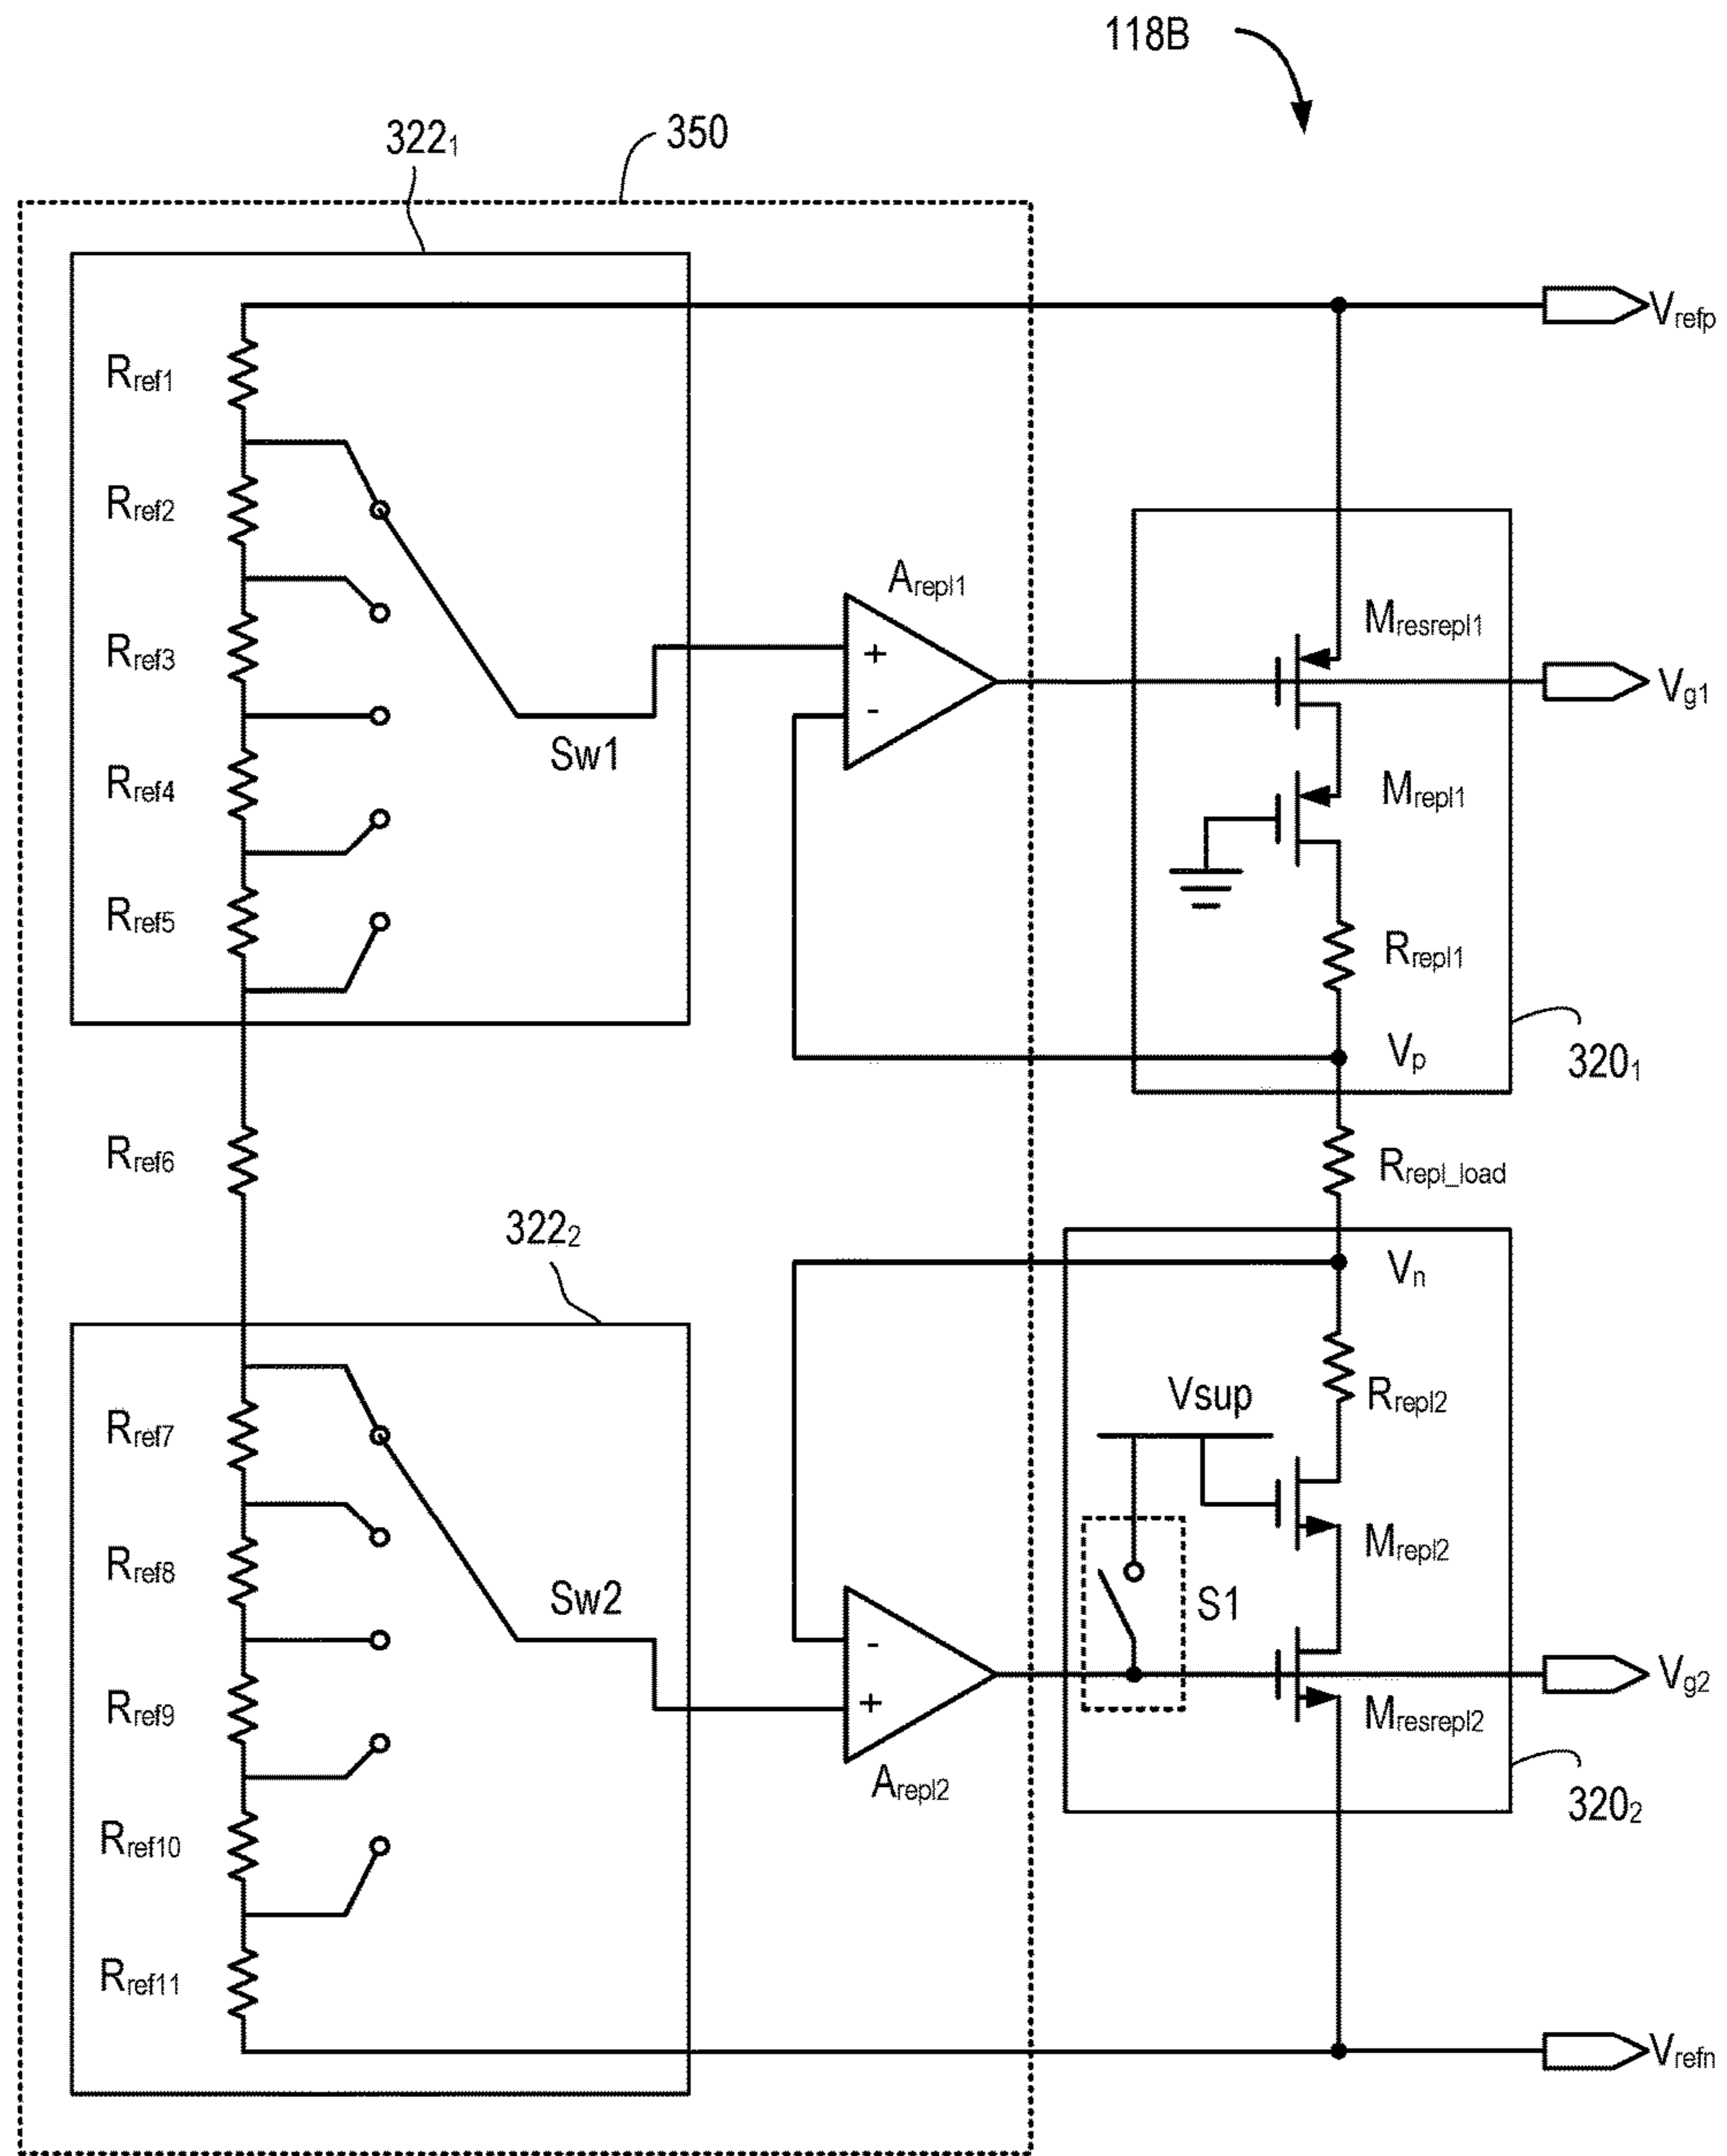 118B
350
322₁
Rref1
Rref2
Rref3
Rref4
Rref5
Sw1
Arepl1
+
-
Vrefp
Mresrepl1
Vg1
Mrepl1
Rrepl1
Vp
320₁
Rref6
Rrepl_load
322₂
Vn
Rref7
Rref8
Rref9
Rref10
Rref11
Sw2
-
+
Arepl2
Vsup
Rrepl2
Mrepl2
S1
Vg2
Mresrepl2
320₂
Vrefn